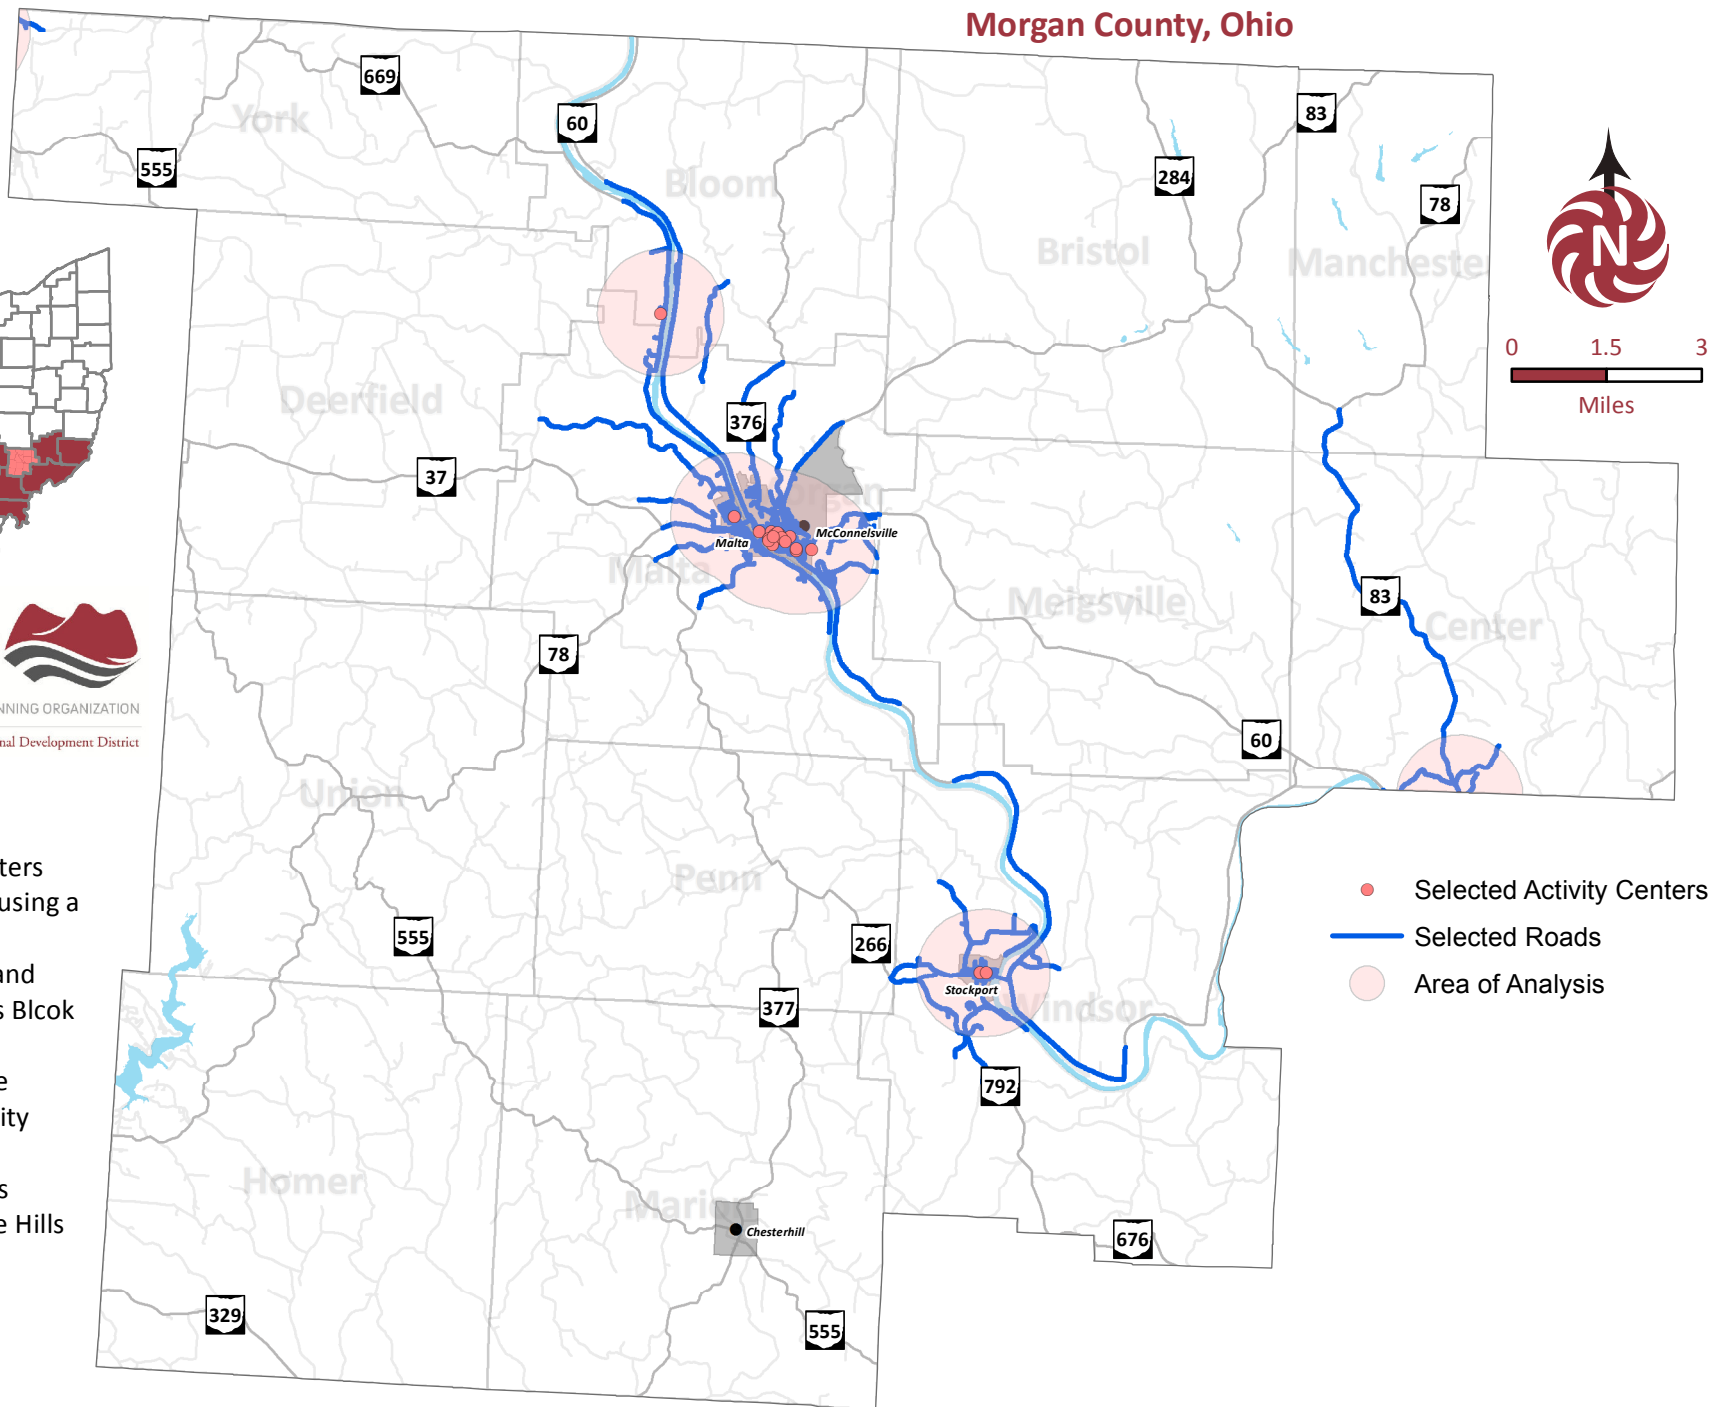 Morgan County, Ohio
669
60
83
York
555
Bloom
284
78
Bristol
Manchester
N
0 1.5 3
Miles
Deerfield
376
37
Morgan
McConnelsville
Malta
Malta
Meigsville
83
Center
78
NNING ORGANIZATION
nal Development District
60
Union
ters
using a
Penn
Selected Activity Centers
555
266
Selected Roads
and
Stockport
Area of Analysis
s Blcok
377
Windsor
e
792
ity
Homer
s
Marion
e Hills
Chesterhill
676
329
555